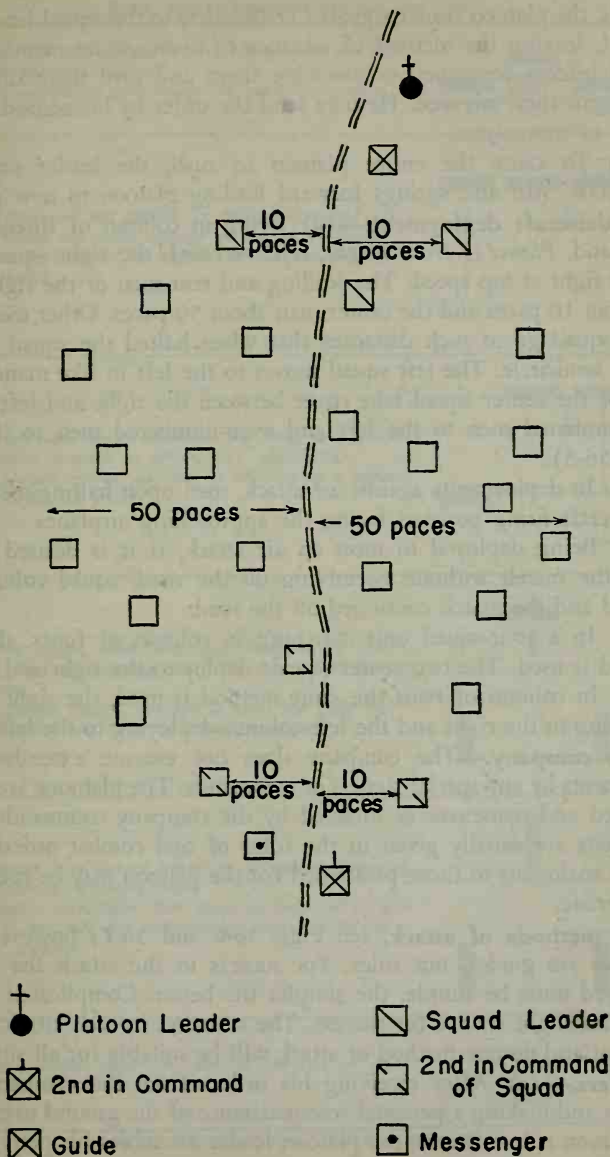 10 paces
10 paces
50 paces
50 paces
10 paces
10 paces
Platoon Leader
2nd in Command
Guide
Squad Leader
2nd in Command
of Squad
Messenger